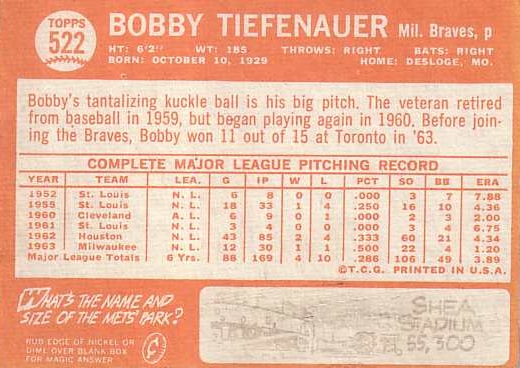 TOPPS
522
BOBBY TIEFENAUER Mil. Braves, p
HT: 6'2½" WT: 185 THROWS: RIGHT BATS: RIGHT
BORN: OCTOBER 10, 1929 HOME: DESLOGE, MO.
Bobby's tantalizing kuckle ball is his big pitch. The veteran retired
from baseball in 1959, but began playing again in 1960. Before join-
ing the Braves, Bobby won 11 out of 15 at Toronto in '63.
COMPLETE MAJOR LEAGUE PITCHING RECORD
YEAR TEAM LEA. G IP W L PCT SO BB ERA
1952 St. Louis N. L. 6 8 0 0 .000 3 7 7.88
1955 St. Louis N. L. 18 33 1 4 .250 16 10 4.36
1960 Cleveland A. L. 6 9 0 1 .000 2 3 2.00
1961 St. Louis N. L. 3 4 0 0 .000 3 4 6.75
1962 Houston N. L. 43 85 2 4 .333 60 21 4.34
1963 Milwaukee N. L. 12 30 1 1 .500 22 4 1.20
Major League Totals 6 Yrs. 88 169 4 10 .286 106 49 3.89
©T.C.G. PRINTED IN U.S.A.
WHAT'S THE NAME AND
SIZE OF THE METS' PARK?
RUB EDGE OF NICKEL OR
DIME OVER BLANK BOX
FOR MAGIC ANSWER
SHEA
STADIUM
55,300